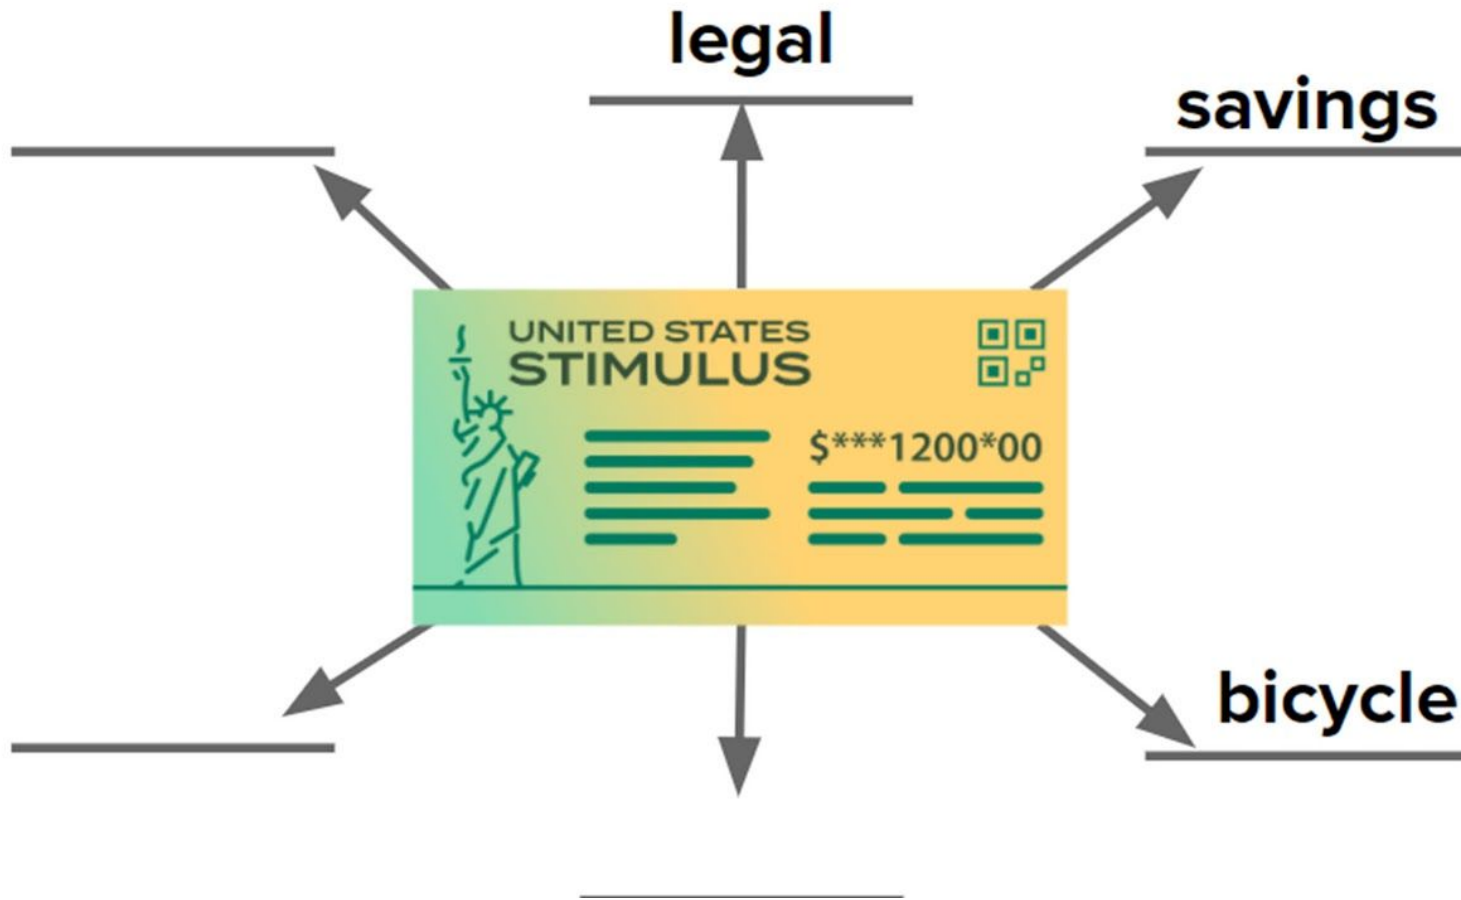 legal
savings
UNITED STATES
STIMULUS
$***1200*00
bicycle